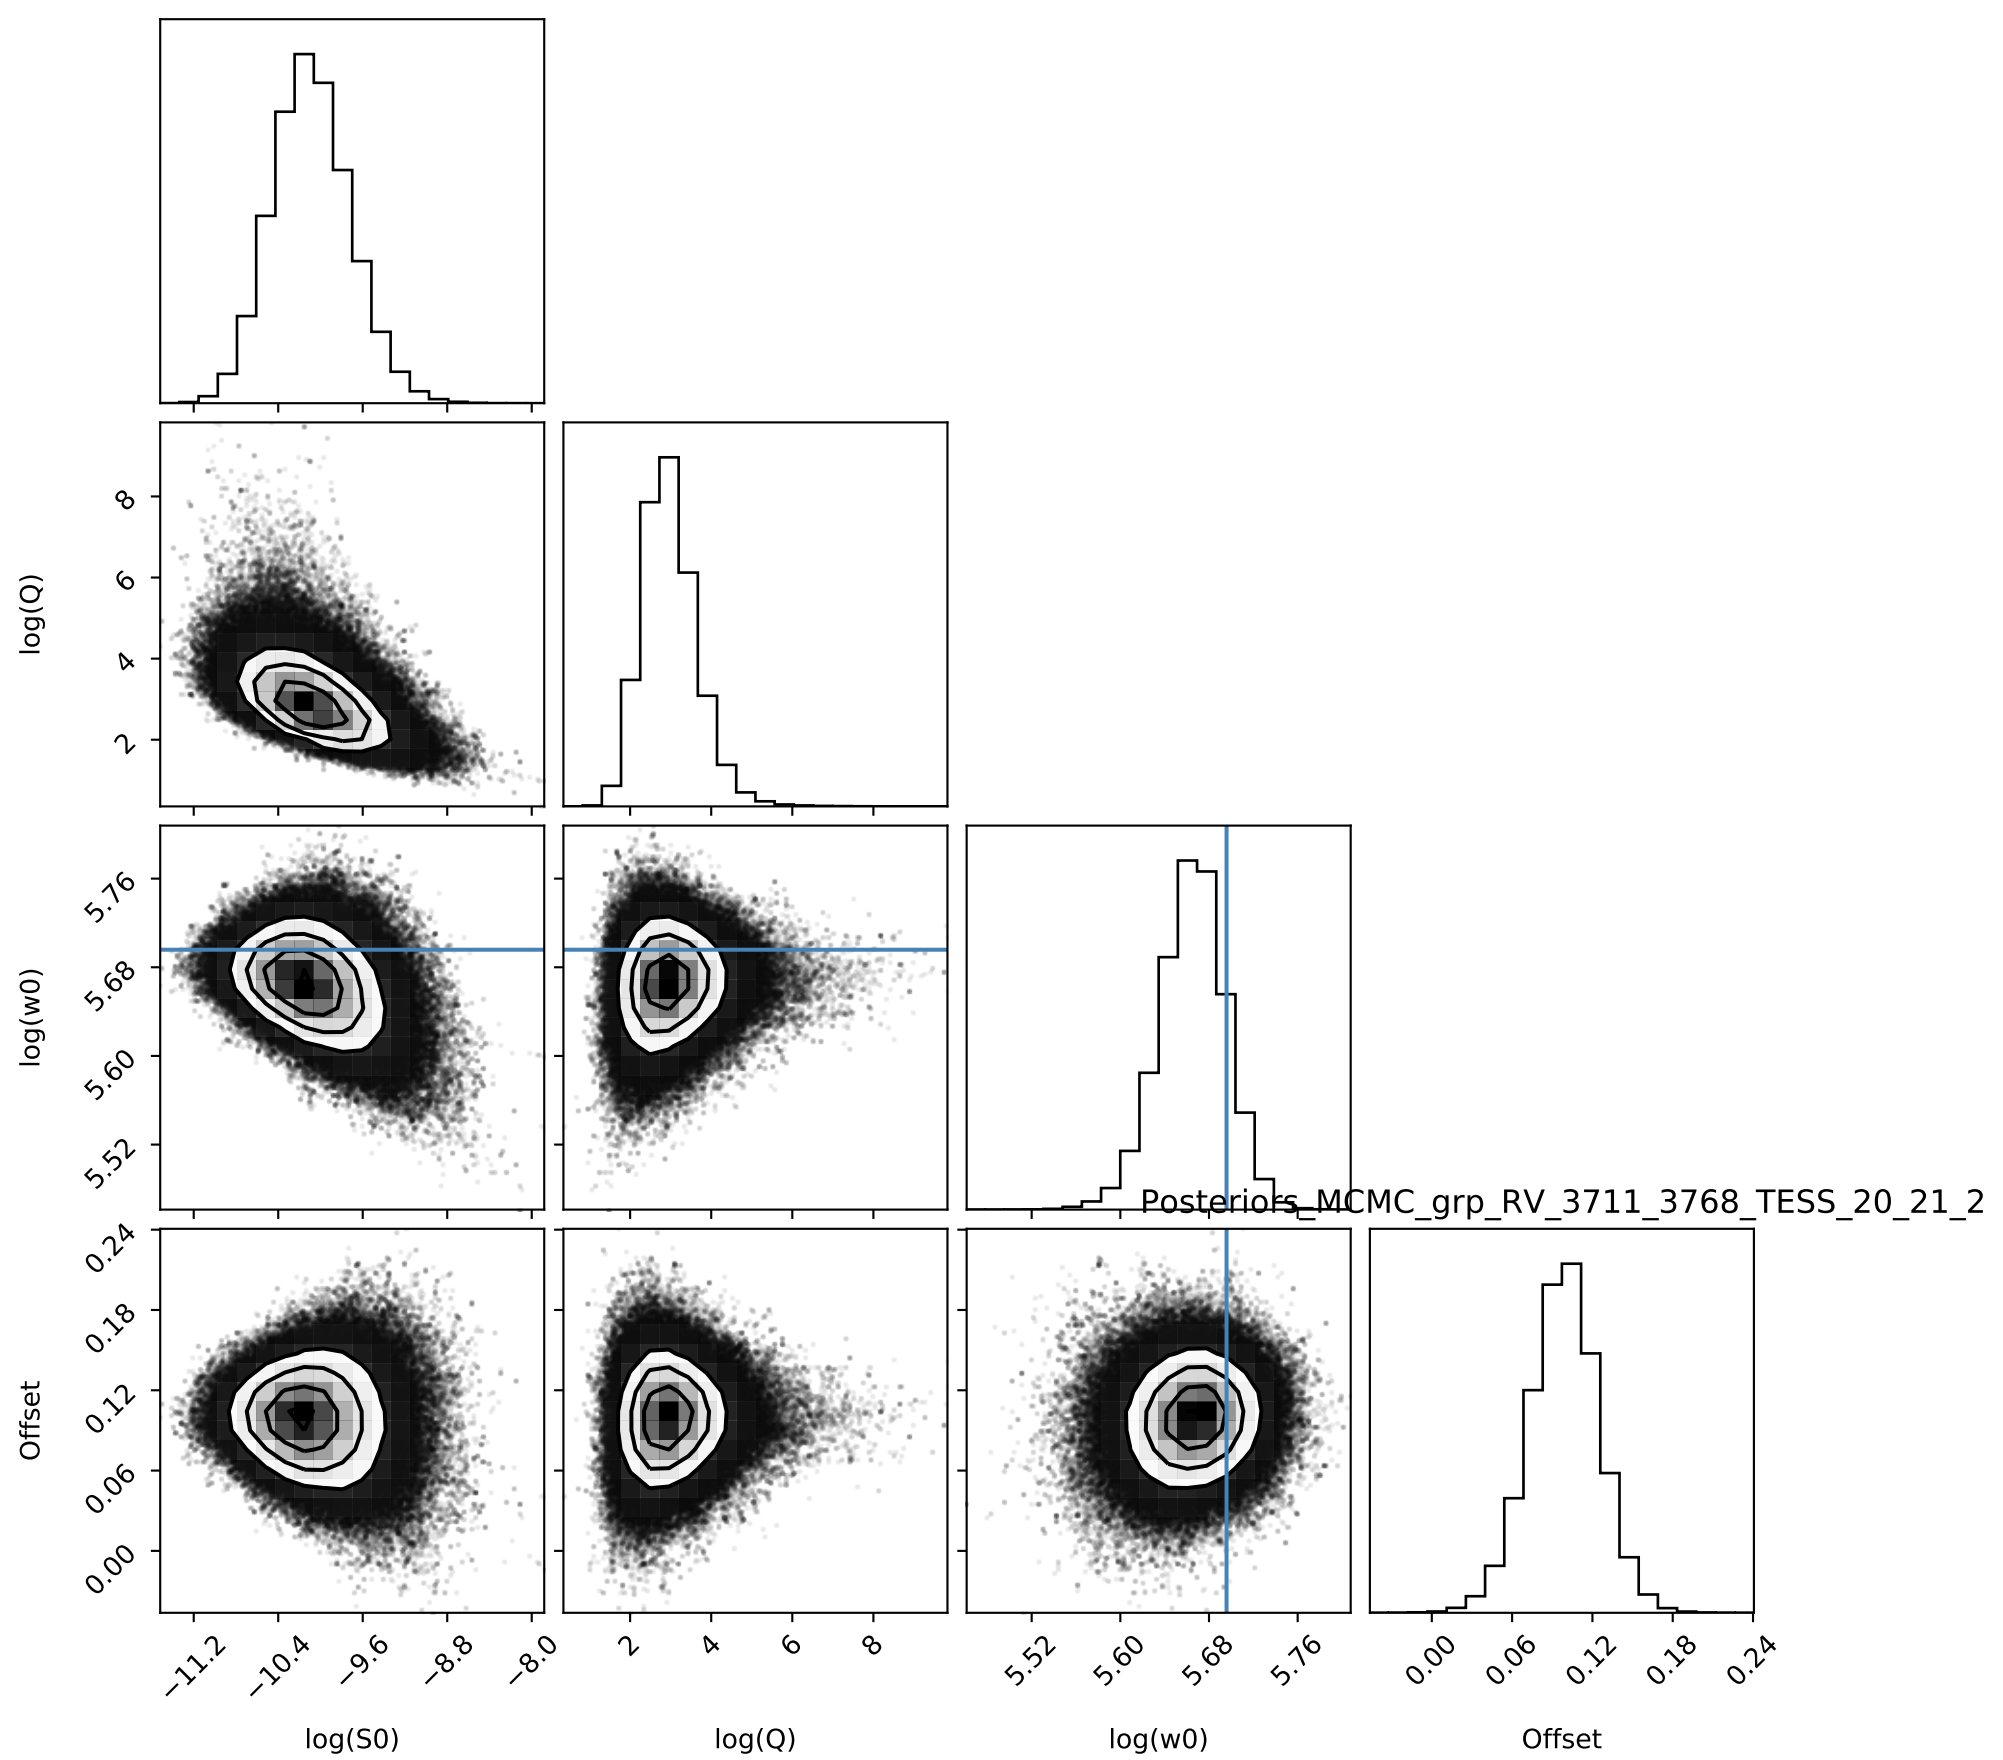 log(Q)
8
6
4
2
log(w0)
5.76
5.68
5.60
5.52
Posteriors_MCMC_grp_RV_3711_3768_TESS_20_21_2
Offset
0.24
0.18
0.12
0.06
0.00
−11.2 −10.4 −9.6 −8.8 −8.0 2 4 6 8 5.52 5.60 5.68 5.76 0.00 0.06 0.12 0.18 0.24
log(S0) log(Q) log(w0) Offset